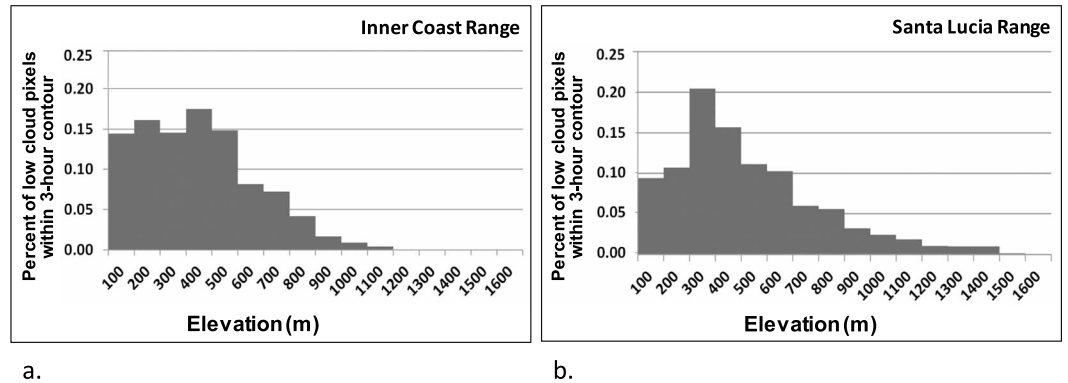 Inner Coast Range
Percent of low cloud pixels
within 3-hour contour
0.25
0.20
0.15
0.10
0.05
0.00
100 200 300 400 500 600 700 800 900 1000 1100 1200 1300 1400 1500 1600
Elevation (m)
a.
Santa Lucia Range
Percent of low cloud pixels
within 3-hour contour
0.25
0.20
0.15
0.10
0.05
0.00
100 200 300 400 500 600 700 800 900 1000 1100 1200 1300 1400 1500 1600
Elevation (m)
b.